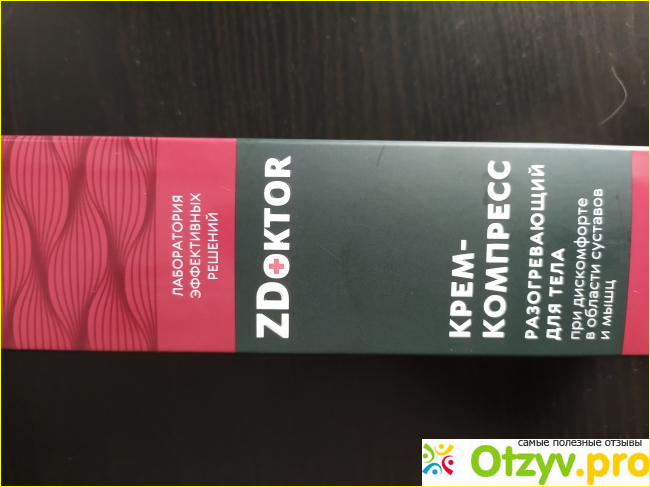 ЛАБОРАТОРИЯ
ЭФФЕКТИВНЫХ
РЕШЕНИЙ
ZDOKTOR
КРЕМ-
КОМПРЕСС
РАЗОГРЕВАЮЩИЙ
ДЛЯ ТЕЛА
при дискомфорте
в области суставов
и мышц
самые полезные отзывы
Otzyv.pro